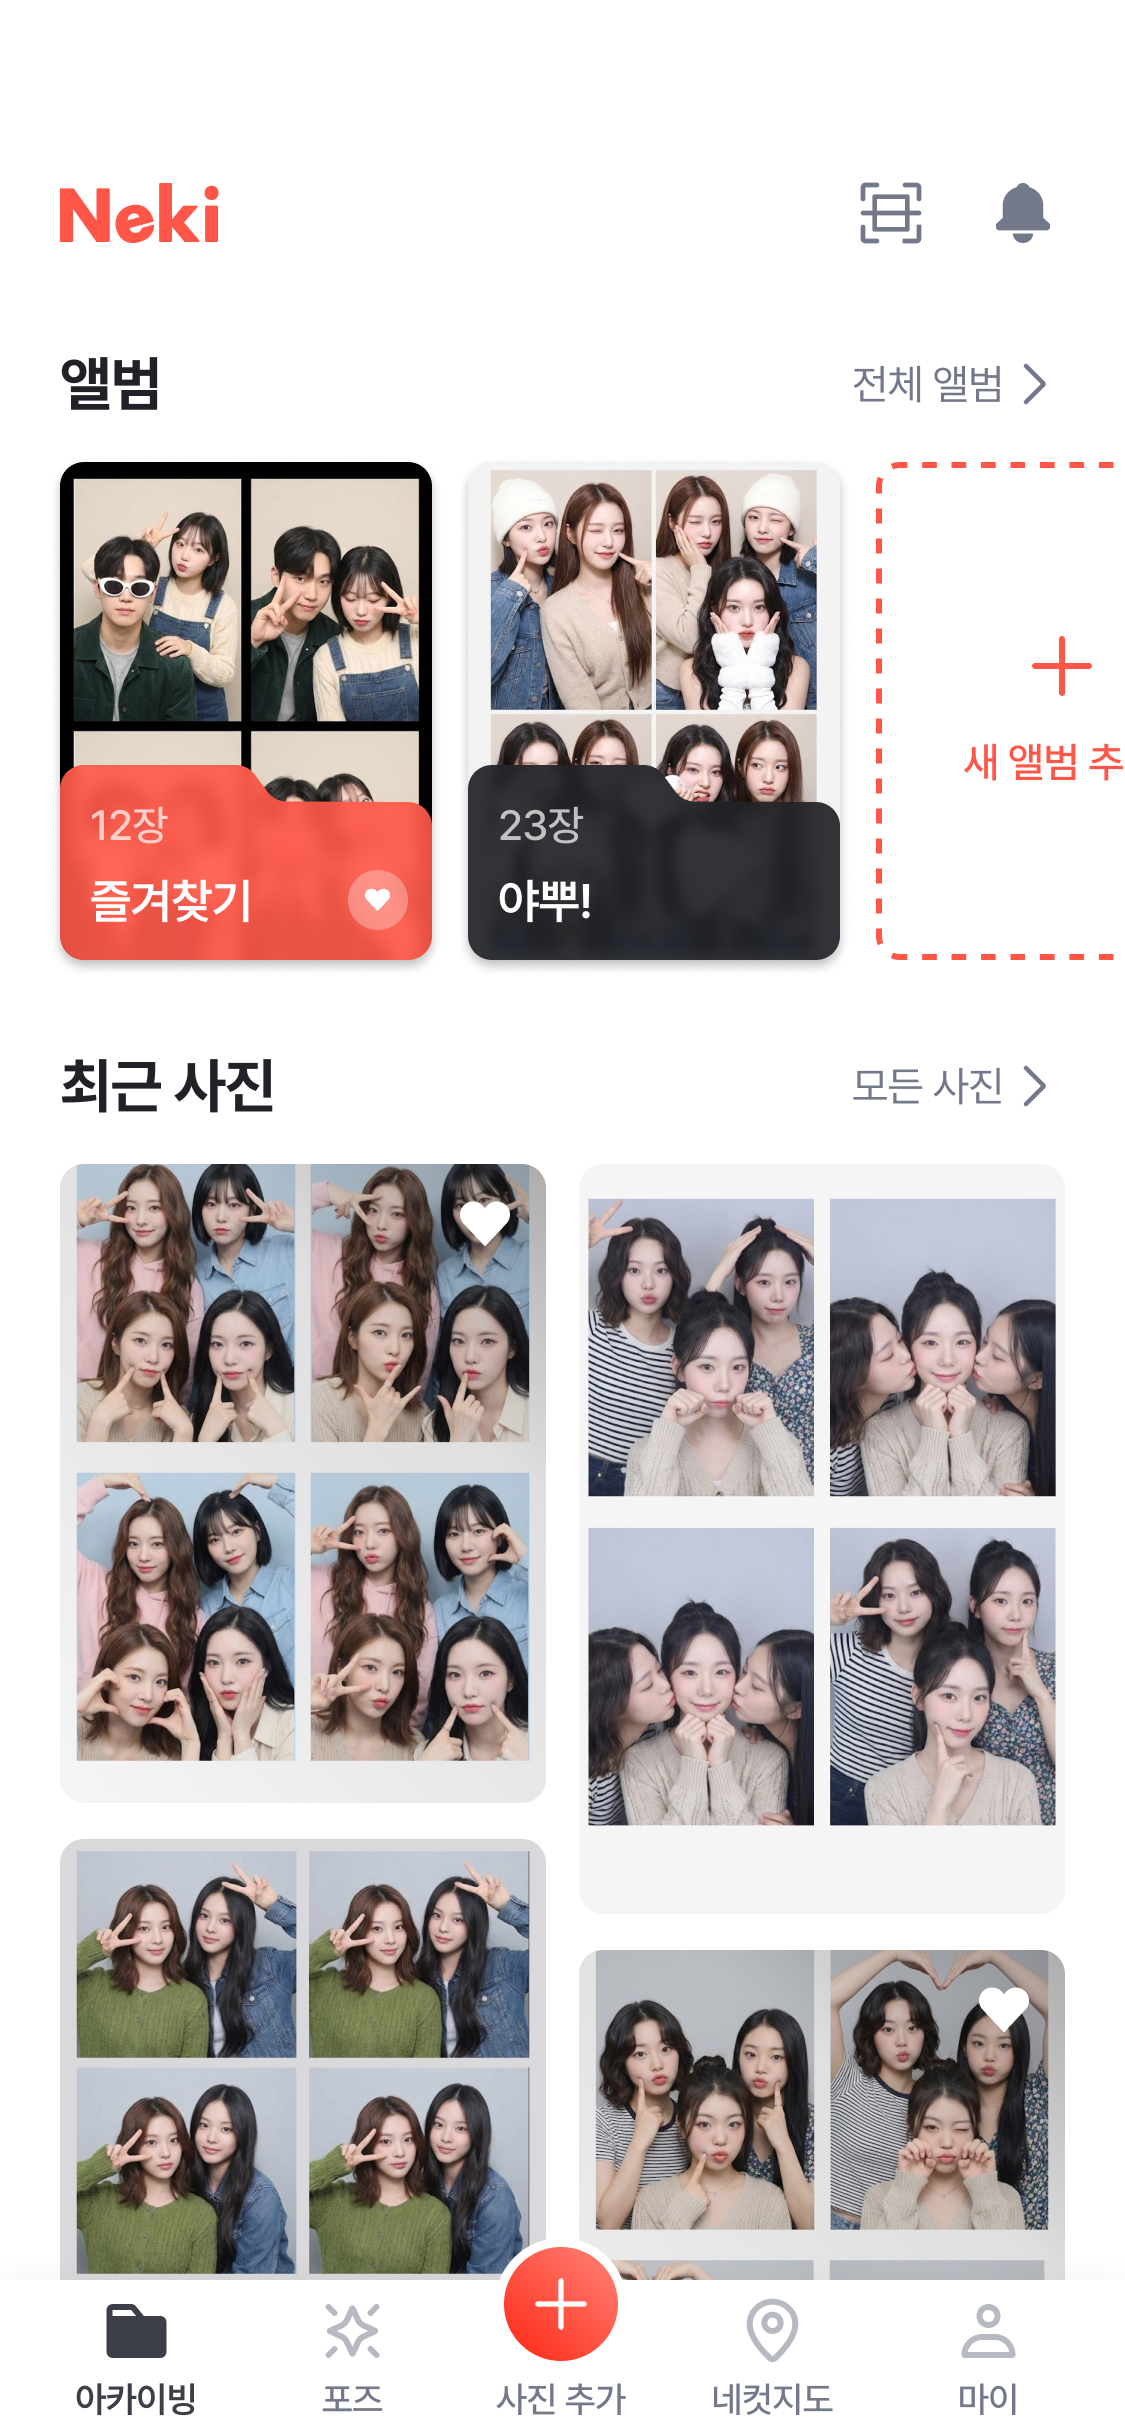 Neki
앨범
전체 앨범
12장
즐겨찾기
23장
야뿌!
새 앨범 추
최근 사진
모든 사진
아카이빙
포즈
사진 추가
네컷지도
마이